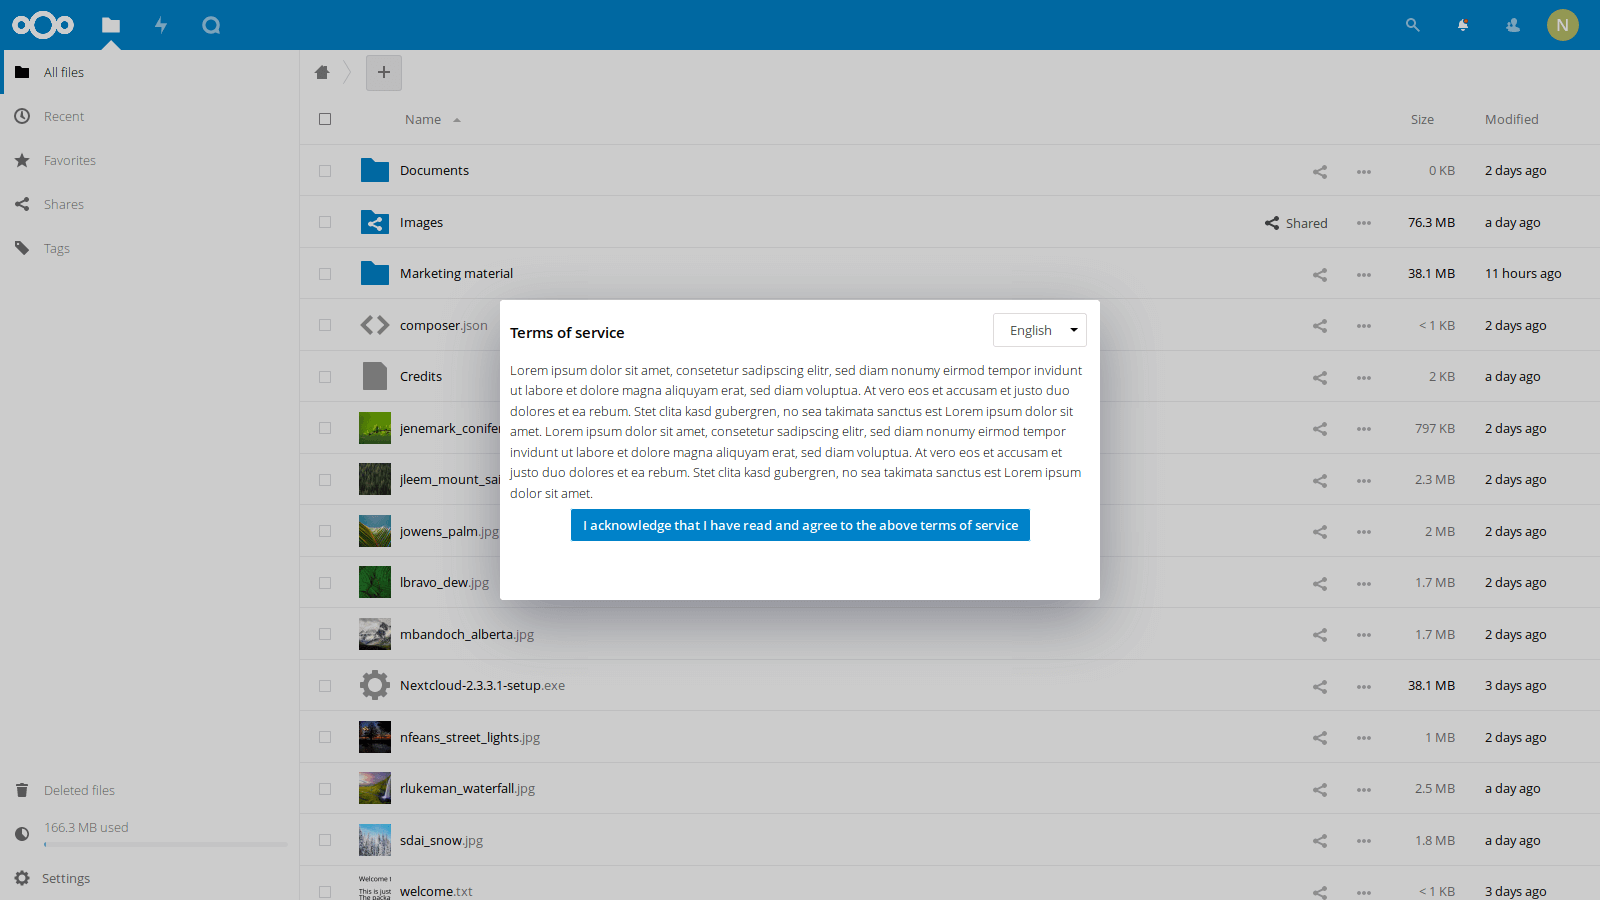 N
All files
Recent
Favorites
Shares
Tags
Deleted files
166.3 MB used
Settings
+
Name Size Modified
Documents 0 KB 2 days ago
Images Shared 76.3 MB a day ago
Marketing material 38.1 MB 11 hours ago
composer.json < 1 KB 2 days ago
Credits 2 KB a day ago
jenemark_conifer 797 KB 2 days ago
jleem_mount_sai 2.3 MB 2 days ago
jowens_palm.jpg 2 MB 2 days ago
lbravo_dew.jpg 1.7 MB 2 days ago
mbandoch_alberta.jpg 1.7 MB 2 days ago
Nextcloud-2.3.3.1-setup.exe 38.1 MB 3 days ago
nfeans_street_lights.jpg 1 MB 2 days ago
rlukeman_waterfall.jpg 2.5 MB a day ago
sdai_snow.jpg 1.8 MB a day ago
Welcome t
This is just
The packa
welcome.txt < 1 KB 3 days ago
Terms of service
English
Lorem ipsum dolor sit amet, consetetur sadipscing elitr, sed diam nonumy eirmod tempor invidunt
ut labore et dolore magna aliquyam erat, sed diam voluptua. At vero eos et accusam et justo duo
dolores et ea rebum. Stet clita kasd gubergren, no sea takimata sanctus est Lorem ipsum dolor sit
amet. Lorem ipsum dolor sit amet, consetetur sadipscing elitr, sed diam nonumy eirmod tempor
invidunt ut labore et dolore magna aliquyam erat, sed diam voluptua. At vero eos et accusam et
justo duo dolores et ea rebum. Stet clita kasd gubergren, no sea takimata sanctus est Lorem ipsum
dolor sit amet.
I acknowledge that I have read and agree to the above terms of service